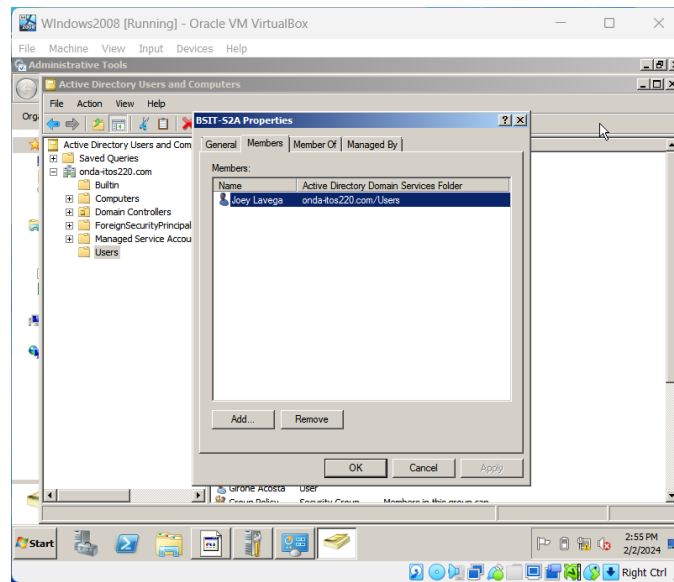 WIndows2008 [Running] - Oracle VM VirtualBox
File Machine View Input Devices Help
Administrative Tools
Active Directory Users and Computers
File Action View Help
Org
BSIT-S2A Properties
Active Directory Users and Com
Saved Queries
onda-itos220.com
Builtin
Computers
Domain Controllers
ForeignSecurityPrincipal
Managed Service Accou
Users
General Members Member Of Managed By
Members:
Name Active Directory Domain Services Folder
Joey Lavega onda-itos220.com/Users
Add... Remove
OK Cancel Apply
Girone Acosta User
Group Policy Security Group Members in this group can
Start
2:55 PM
2/2/2024
Right Ctrl